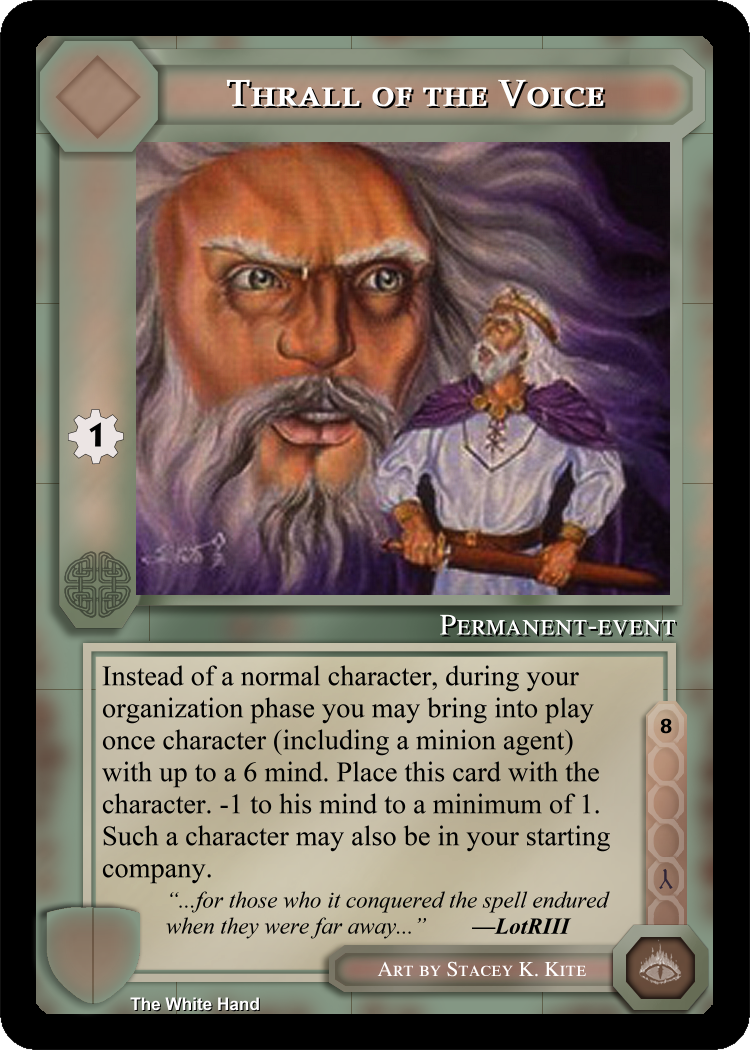 Thrall of the Voice
1
Permanent-event
Instead of a normal character, during your
organization phase you may bring into play
once character (including a minion agent)
with up to a 6 mind. Place this card with the
character. -1 to his mind to a minimum of 1.
Such a character may also be in your starting
company.
8
“...for those who it conquered the spell endured
when they were far away...” —LotRIII
Art by Stacey K. Kite
The White Hand